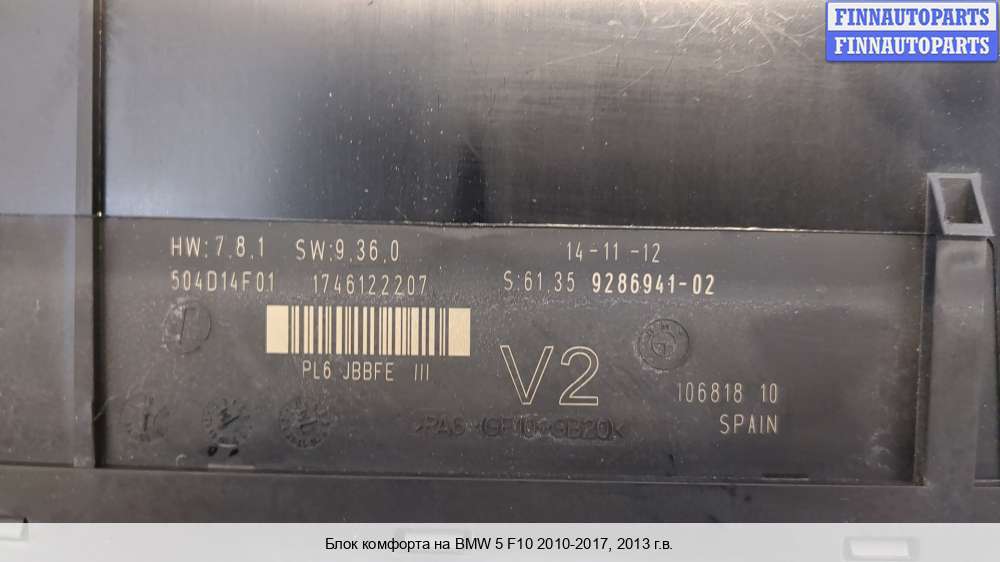 FINNAUTOPARTS
FINNAUTOPARTS
HW:7.8.1 SW:9.36.0 14-11-12
504D14F01 1746122207 S:61.35 9286941-02
PL6 JBBFE III
V2
106818 10
SPAIN
Блок комфорта на BMW 5 F10 2010-2017, 2013 г.в.